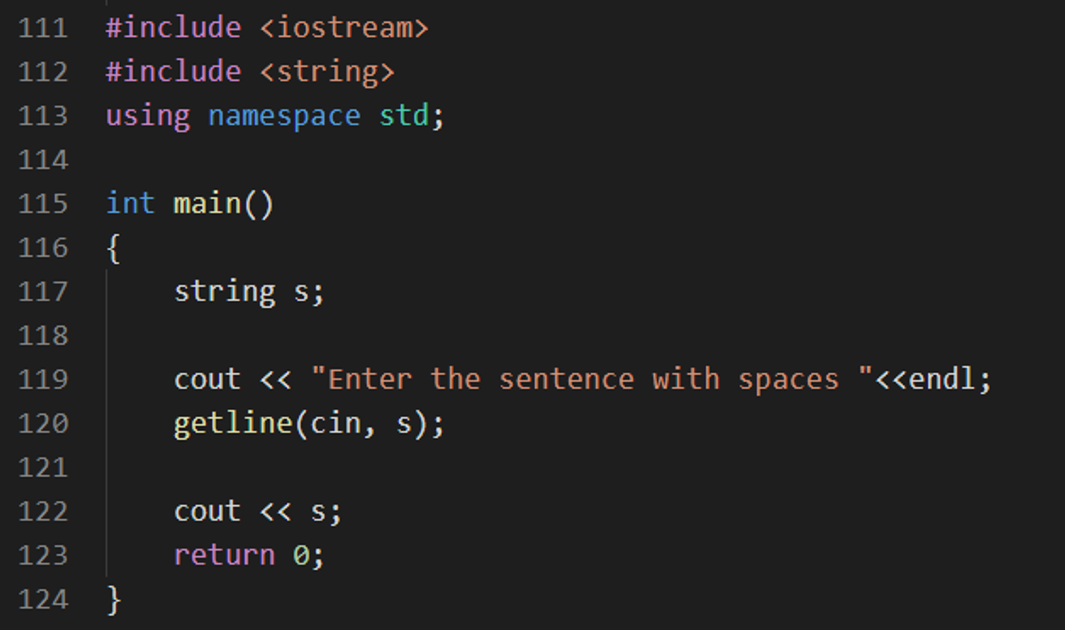 111 #include <iostream>
112 #include <string>
113 using namespace std;
114
115 int main()
116 {
117     string s;
118
119     cout << "Enter the sentence with spaces "<<endl;
120     getline(cin, s);
121
122     cout << s;
123     return 0;
124 }